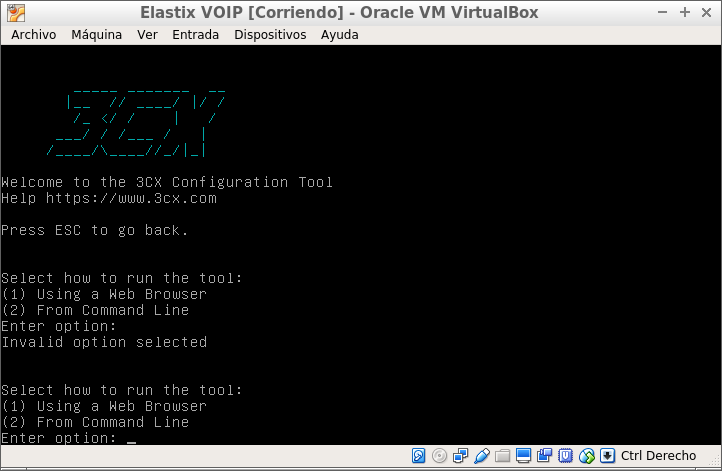 Elastix VOIP [Corriendo] - Oracle VM VirtualBox
Archivo Máquina Ver Entrada Dispositivos Ayuda
3CX
Welcome to the 3CX Configuration Tool
Help https://www.3cx.com
Press ESC to go back.
Select how to run the tool:
(1) Using a Web Browser
(2) From Command Line
Enter option:
Invalid option selected
Select how to run the tool:
(1) Using a Web Browser
(2) From Command Line
Enter option: _
Ctrl Derecho